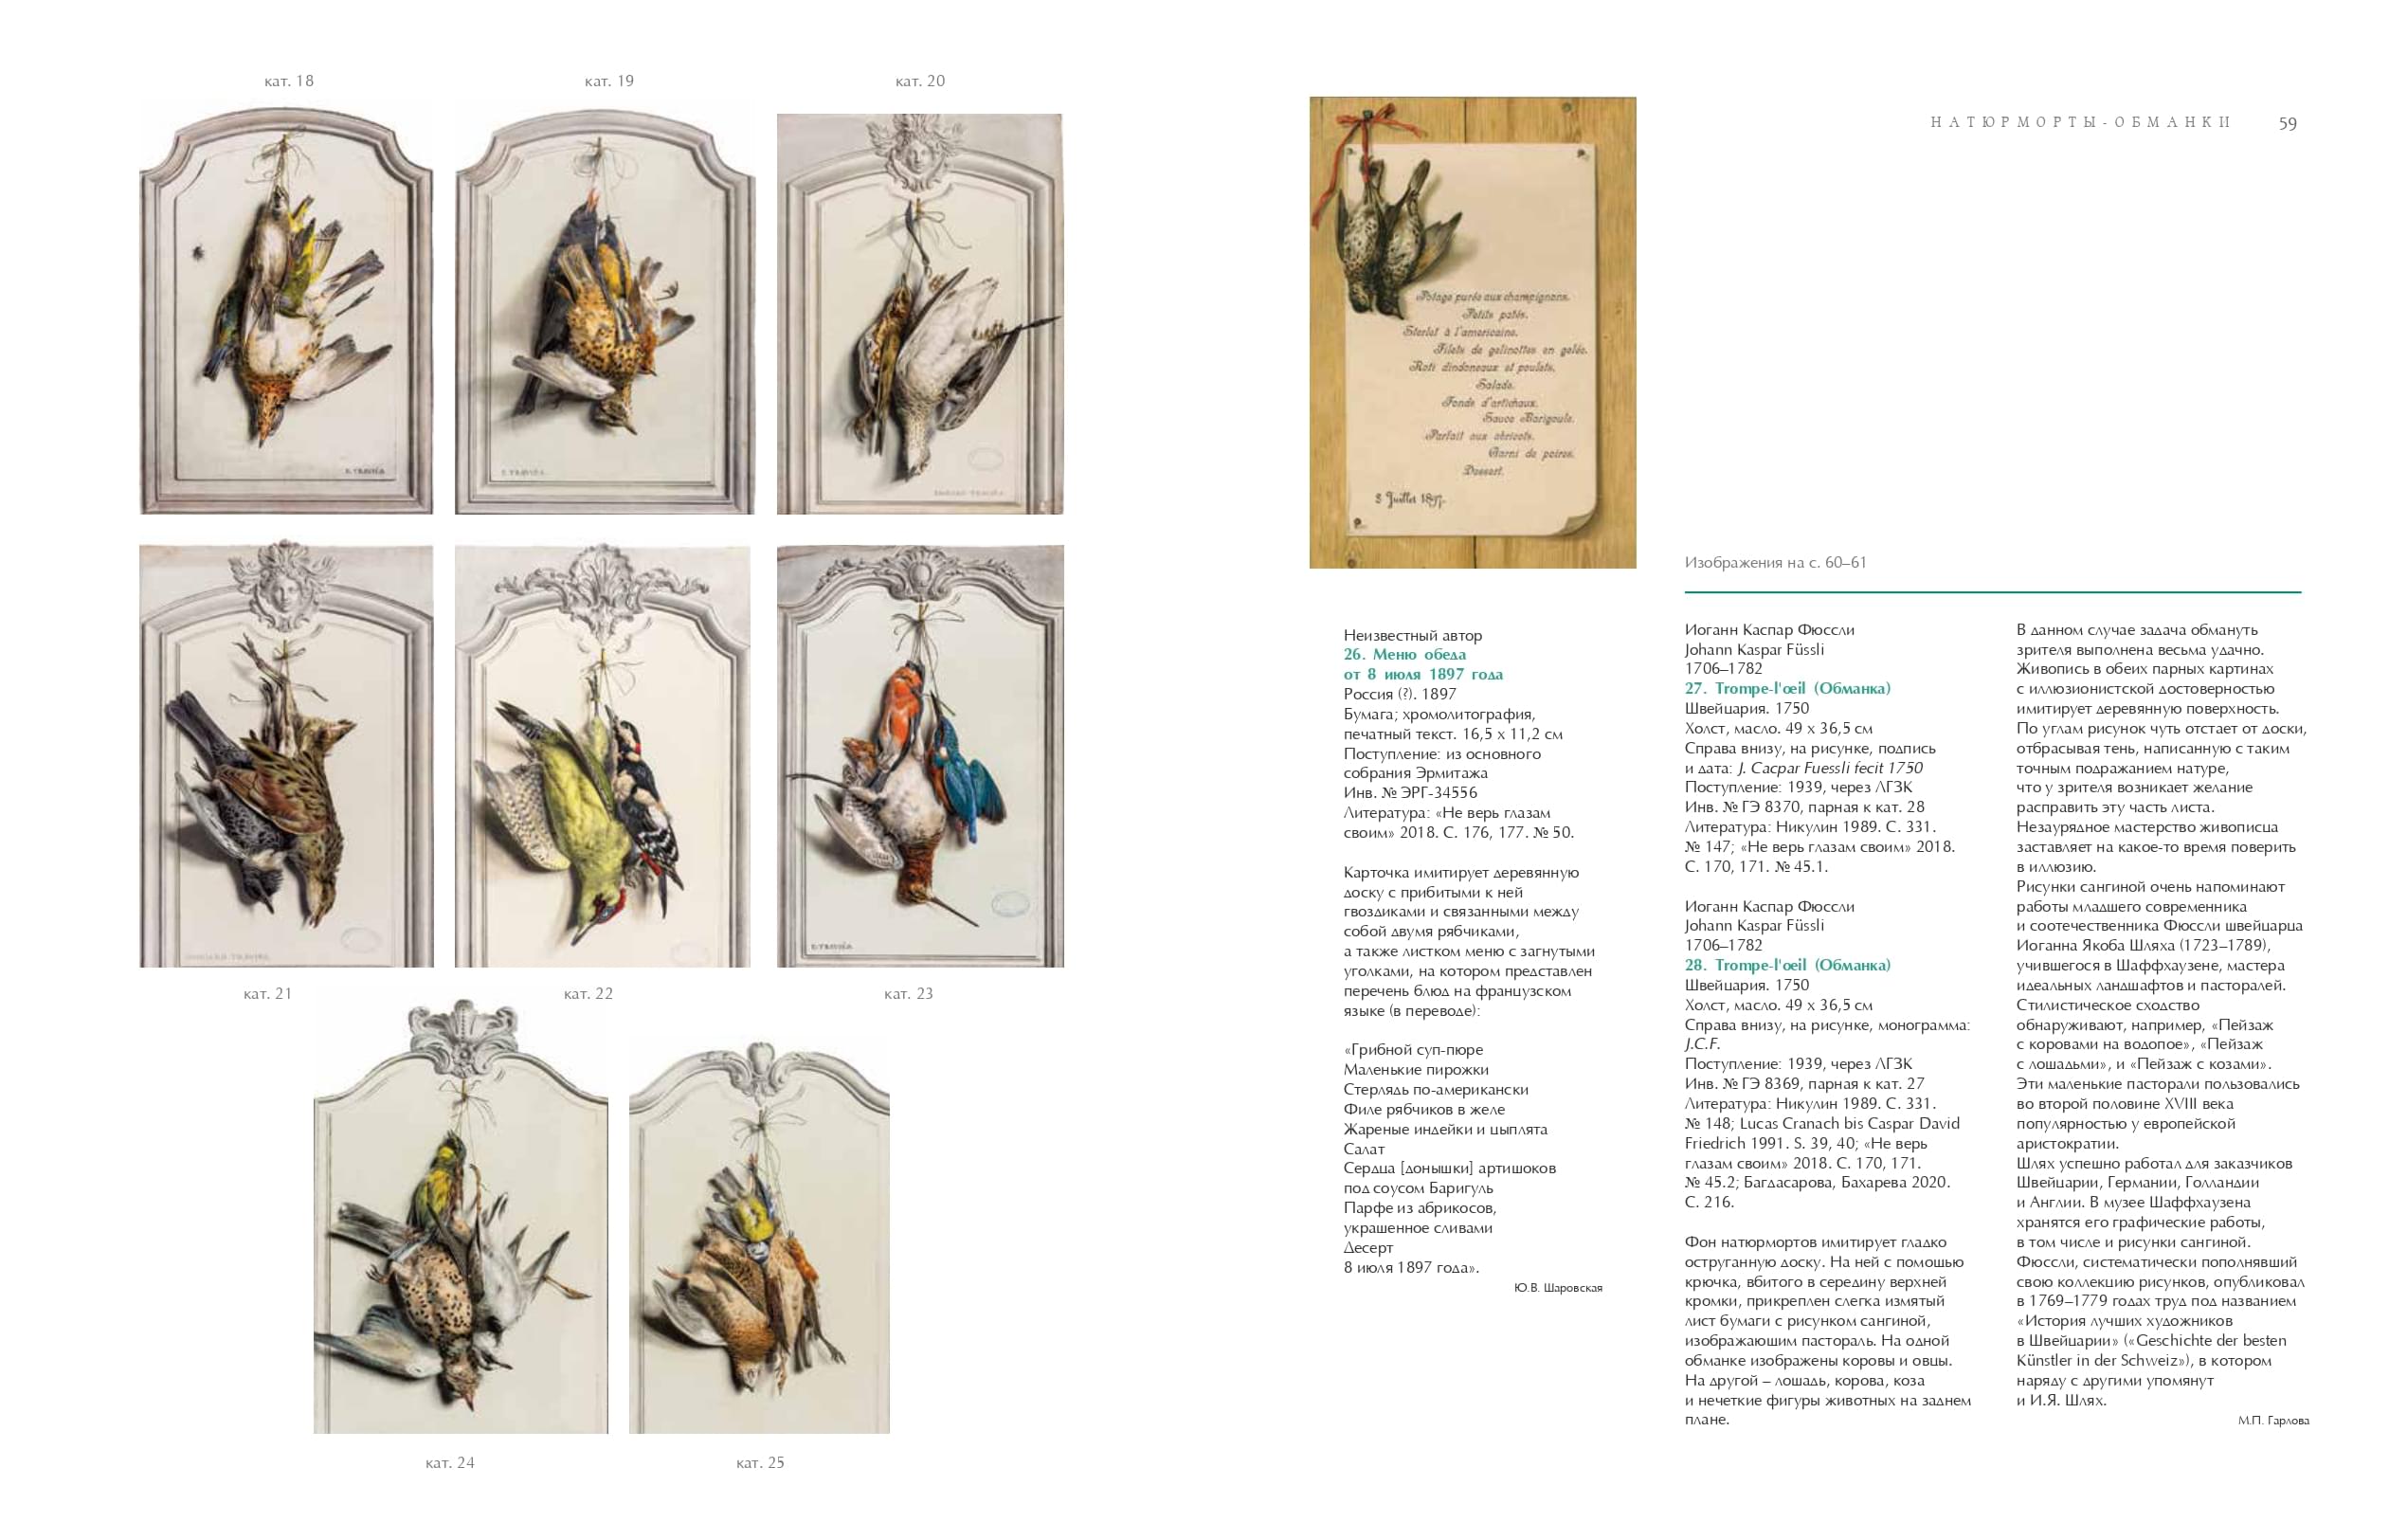 кат. 18
кат. 19
кат. 20
E. TRAVIÈS
E. TRAVIÈS
EDOUARD TRAVIÈS
E. TRAVIÈS
EDOUARD TRAVIÈS
кат. 21
кат. 22
кат. 23
кат. 24
кат. 25
НАТЮРМОРТЫ-ОБМАНКИ 59
Potage purée aux champignons.
Petits patés.
Sterlet à l'americaine.
Filets de gelinottes en gelée.
Roti dindoneaux et poulets.
Salade.
Fonds d'artichaux.
Sauce Barigoule.
Parfait aux abricots.
Garni de poires.
Dessert.
8 Juillet 1897.
Изображения на с. 60–61
Неизвестный автор
26. Меню обеда
от 8 июля 1897 года
Россия (?). 1897
Бумага; хромолитография,
печатный текст. 16,5 х 11,2 см
Поступление: из основного
собрания Эрмитажа
Инв. № ЭРГ-34556
Литература: «Не верь глазам
своим» 2018. С. 176, 177. № 50.
Карточка имитирует деревянную
доску с прибитыми к ней
гвоздиками и связанными между
собой двумя рябчиками,
а также листком меню с загнутыми
уголками, на котором представлен
перечень блюд на французском
языке (в переводе):
«Грибной суп-пюре
Маленькие пирожки
Стерлядь по-американски
Филе рябчиков в желе
Жареные индейки и цыплята
Салат
Сердца [донышки] артишоков
под соусом Баригуль
Парфе из абрикосов,
украшенное сливами
Десерт
8 июля 1897 года».
Ю.В. Шаровская
Иоганн Каспар Фюссли
Johann Kaspar Füssli
1706–1782
27. Trompe-l'œil (Обманка)
Швейцария. 1750
Холст, масло. 49 х 36,5 см
Справа внизу, на рисунке, подпись
и дата: J. Cacpar Fuessli fecit 1750
Поступление: 1939, через ЛГЗК
Инв. № ГЭ 8370, парная к кат. 28
Литература: Никулин 1989. С. 331.
№ 147; «Не верь глазам своим» 2018.
С. 170, 171. № 45.1.
Иоганн Каспар Фюссли
Johann Kaspar Füssli
1706–1782
28. Trompe-l'œil (Обманка)
Швейцария. 1750
Холст, масло. 49 х 36,5 см
Справа внизу, на рисунке, монограмма:
J.C.F.
Поступление: 1939, через ЛГЗК
Инв. № ГЭ 8369, парная к кат. 27
Литература: Никулин 1989. С. 331.
№ 148; Lucas Cranach bis Caspar David
Friedrich 1991. S. 39, 40; «Не верь
глазам своим» 2018. С. 170, 171.
№ 45.2; Багдасарова, Бахарева 2020.
С. 216.
Фон натюрмортов имитирует гладко
оструганную доску. На ней с помощью
крючка, вбитого в середину верхней
кромки, прикреплен слегка измятый
лист бумаги с рисунком сангиной,
изображающим пастораль. На одной
обманке изображены коровы и овцы.
На другой – лошадь, корова, коза
и нечеткие фигуры животных на заднем
плане.
В данном случае задача обмануть
зрителя выполнена весьма удачно.
Живопись в обеих парных картинах
с иллюзионистской достоверностью
имитирует деревянную поверхность.
По углам рисунок чуть отстает от доски,
отбрасывая тень, написанную с таким
точным подражанием натуре,
что у зрителя возникает желание
расправить эту часть листа.
Незаурядное мастерство живописца
заставляет на какое-то время поверить
в иллюзию.
Рисунки сангиной очень напоминают
работы младшего современника
и соотечественника Фюссли швейцарца
Иоганна Якоба Шляха (1723–1789),
учившегося в Шаффхаузене, мастера
идеальных ландшафтов и пасторалей.
Стилистическое сходство
обнаруживают, например, «Пейзаж
с коровами на водопое», «Пейзаж
с лошадьми», и «Пейзаж с козами».
Эти маленькие пасторали пользовались
во второй половине XVIII века
популярностью у европейской
аристократии.
Шлях успешно работал для заказчиков
Швейцарии, Германии, Голландии
и Англии. В музее Шаффхаузена
хранятся его графические работы,
в том числе и рисунки сангиной.
Фюссли, систематически пополнявший
свою коллекцию рисунков, опубликовал
в 1769–1779 годах труд под названием
«История лучших художников
в Швейцарии» («Geschichte der besten
Künstler in der Schweiz»), в котором
наряду с другими упомянут
и И.Я. Шлях.
М.П. Гарлова